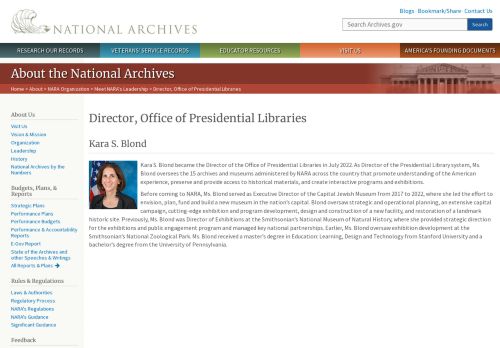 Blogs · Bookmark/Share · Contact Us
NATIONAL ARCHIVES
Search Archives.gov
Search
RESEARCH OUR RECORDS
VETERANS' SERVICE RECORDS
EDUCATOR RESOURCES
VISIT US
AMERICA'S FOUNDING DOCUMENTS
About the National Archives
Home > About > NARA Organization > Meet NARA's Leadership > Director, Office of Presidential Libraries
About Us
Visit Us
Vision & Mission
Organization
Leadership
History
National Archives by the
Numbers
Budgets, Plans, &
Reports
Strategic Plans
Performance Plans
Performance Budgets
Performance & Accountability
Reports
E-Gov Report
State of the Archives and
other Speeches & Writings
All Reports & Plans →
Rules & Regulations
Laws & Authorities
Regulatory Process
NARA's Regulations
NARA's Guidance
Significant Guidance
Feedback
Director, Office of Presidential Libraries
Kara S. Blond
Kara S. Blond became the Director of the Office of Presidential Libraries in July 2022. As Director of the Presidential Library system, Ms.
Blond oversees the 15 archives and museums administered by NARA across the country that promote understanding of the American
experience, preserve and provide access to historical materials, and create interactive programs and exhibitions.
Before coming to NARA, Ms. Blond served as Executive Director of the Capital Jewish Museum from 2017 to 2022, where she led the effort to
envision, plan, fund and build a new museum in the nation's capital. Blond oversaw strategic and operational planning, an extensive capital
campaign, cutting-edge exhibition and program development, design and construction of a new facility, and restoration of a landmark
historic site. Previously, Ms. Blond was Director of Exhibitions at the Smithsonian's National Museum of Natural History, where she provided strategic direction
for the exhibitions and public engagement program and managed key national partnerships. Earlier, Ms. Blond oversaw exhibition development at the
Smithsonian's National Zoological Park. Ms. Blond received a master's degree in Education: Learning, Design and Technology from Stanford University and a
bachelor's degree from the University of Pennsylvania.